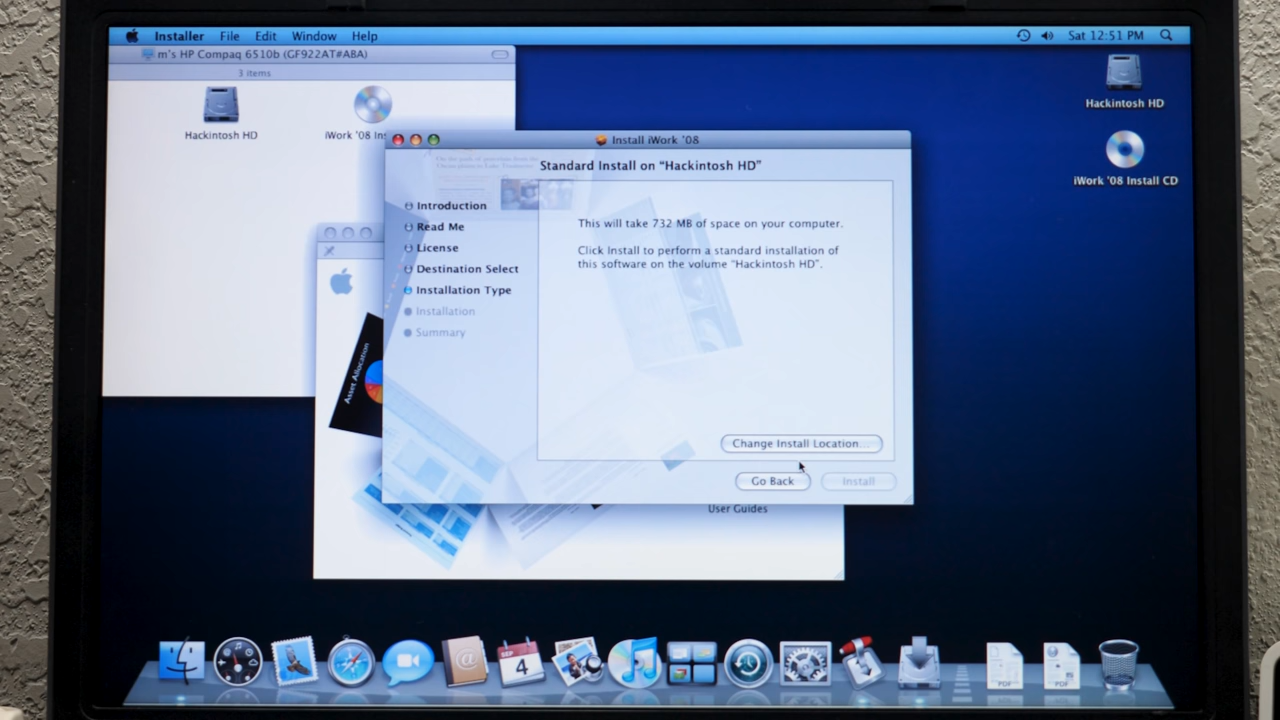 Installer File Edit Window Help
Sat 12:51 PM
m's HP Compaq 6510b (GF922AT#ABA)
3 items
Hackintosh HD
iWork '08 Ins
Hackintosh HD
iWork '08 Install CD
Install iWork '08
Standard Install on “Hackintosh HD”
Introduction
Read Me
License
Destination Select
Installation Type
Installation
Summary
This will take 732 MB of space on your computer.
Click Install to perform a standard installation of
this software on the volume “Hackintosh HD”.
Change Install Location...
Go Back
Install
Asset Allocation
User Guides
SEP
4
PDF
PDF